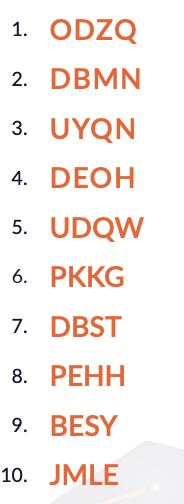 1. ODZQ
2. DBMN
3. UYQN
4. DEOH
5. UDQW
6. PKKG
7. DBST
8. PEHH
9. BESY
10. JMLE